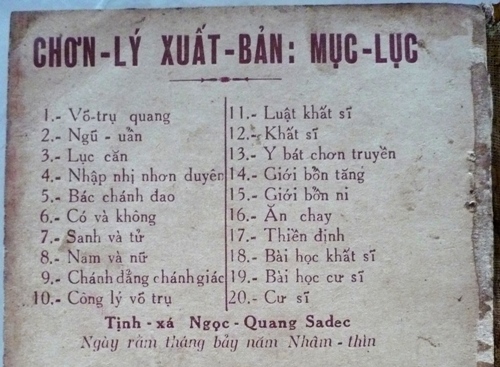 CHƠN-LÝ XUẤT-BẢN: MỤC-LỤC
1.- Võ-trụ quang
2.- Ngũ - uẩn
3.- Lục căn
4.- Nhập nhị nhơn duyên
5.- Bác chánh đạo
6.- Có và không
7.- Sanh và tử
8.- Nam và nữ
9.- Chánh đẳng chánh giác
10.- Công lý võ trụ
11.- Luật khất sĩ
12.- Khất sĩ
13.- Y bát chơn truyền
14.- Giới bổn tăng
15.- Giới bổn ni
16.- Ăn chay
17.- Thiền định
18.- Bài học khất sĩ
19.- Bài học cư sĩ
20.- Cư sĩ
Tịnh - xá Ngọc - Quang Sadec
Ngày rằm tháng bảy năm Nhâm - thìn